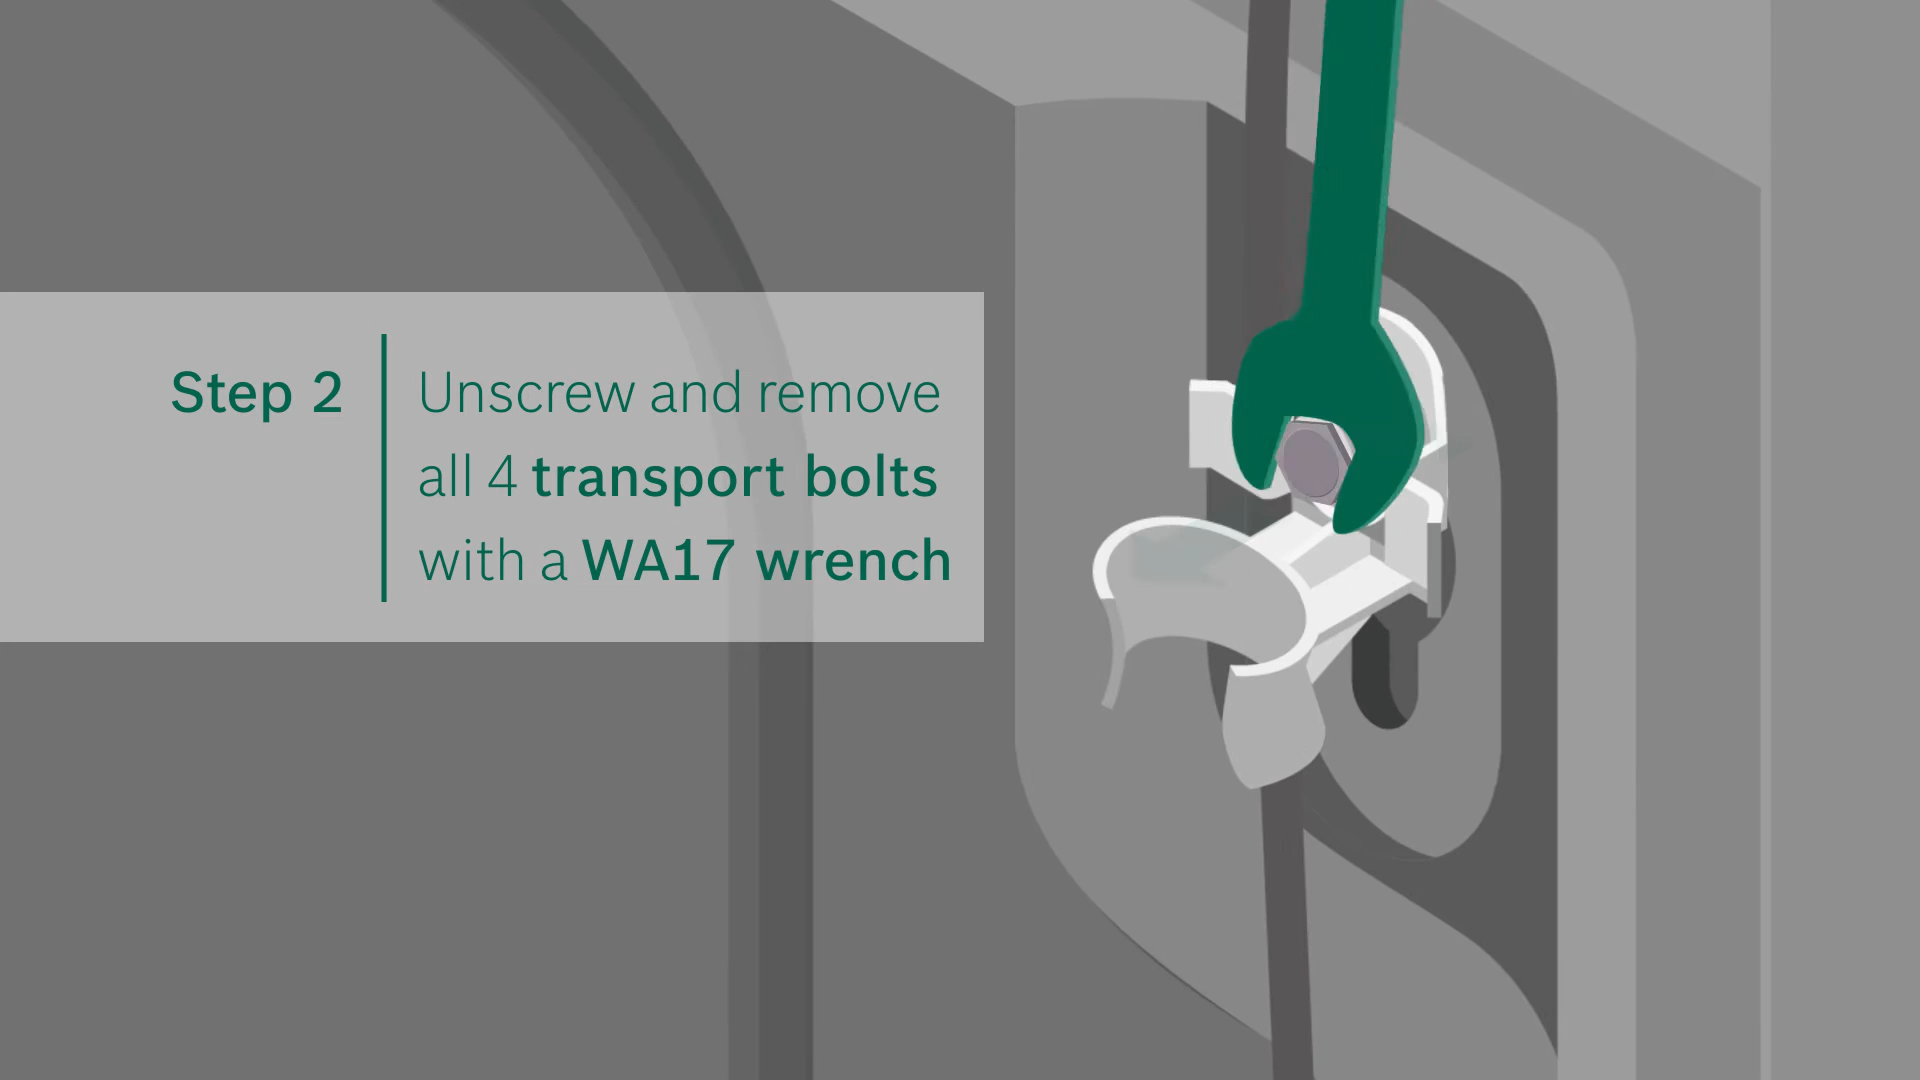 Step 2
Unscrew and remove
all 4 transport bolts
with a WA17 wrench